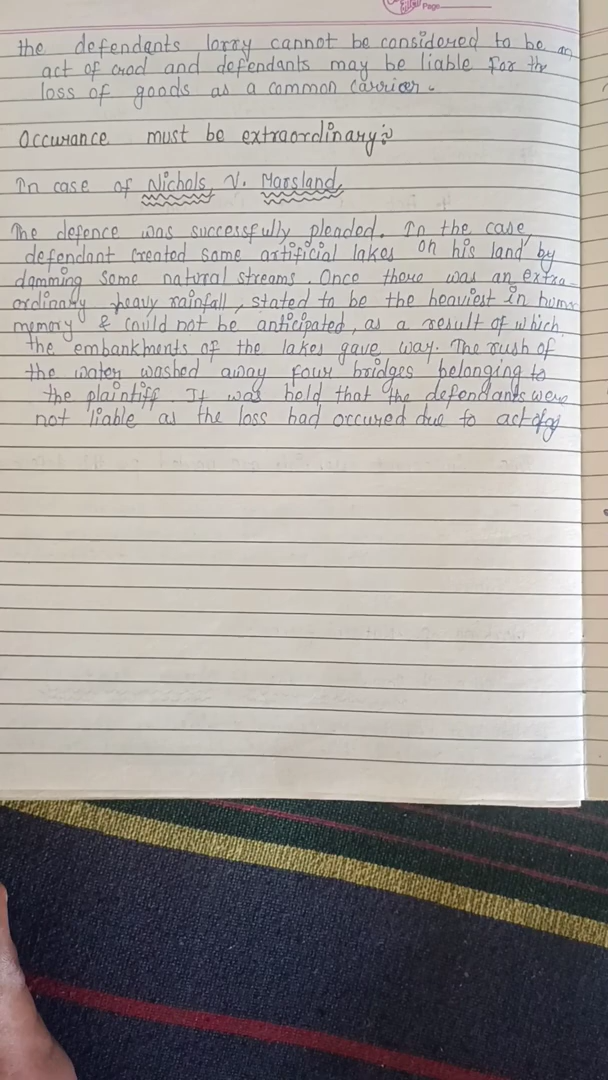 Page
the defendants lorry cannot be considered to be an
act of God and defendants may be liable for the
loss of goods as a common carrier.
Occurance must be extraordinary:-
In case of Nichols V. Marsland,
The defence was successfully pleaded. In the case,
defendant created some artificial lakes on his land by
damming some natural streams. Once there was an extra-
ordinary heavy rainfall, stated to be the heaviest in human
memory & could not be anticipated, as a result of which
the embankments of the lakes gave way. The rush of
the water washed away four bridges belonging to
the plaintiff. It was held that the defendants were
not liable as the loss had occured due to act of